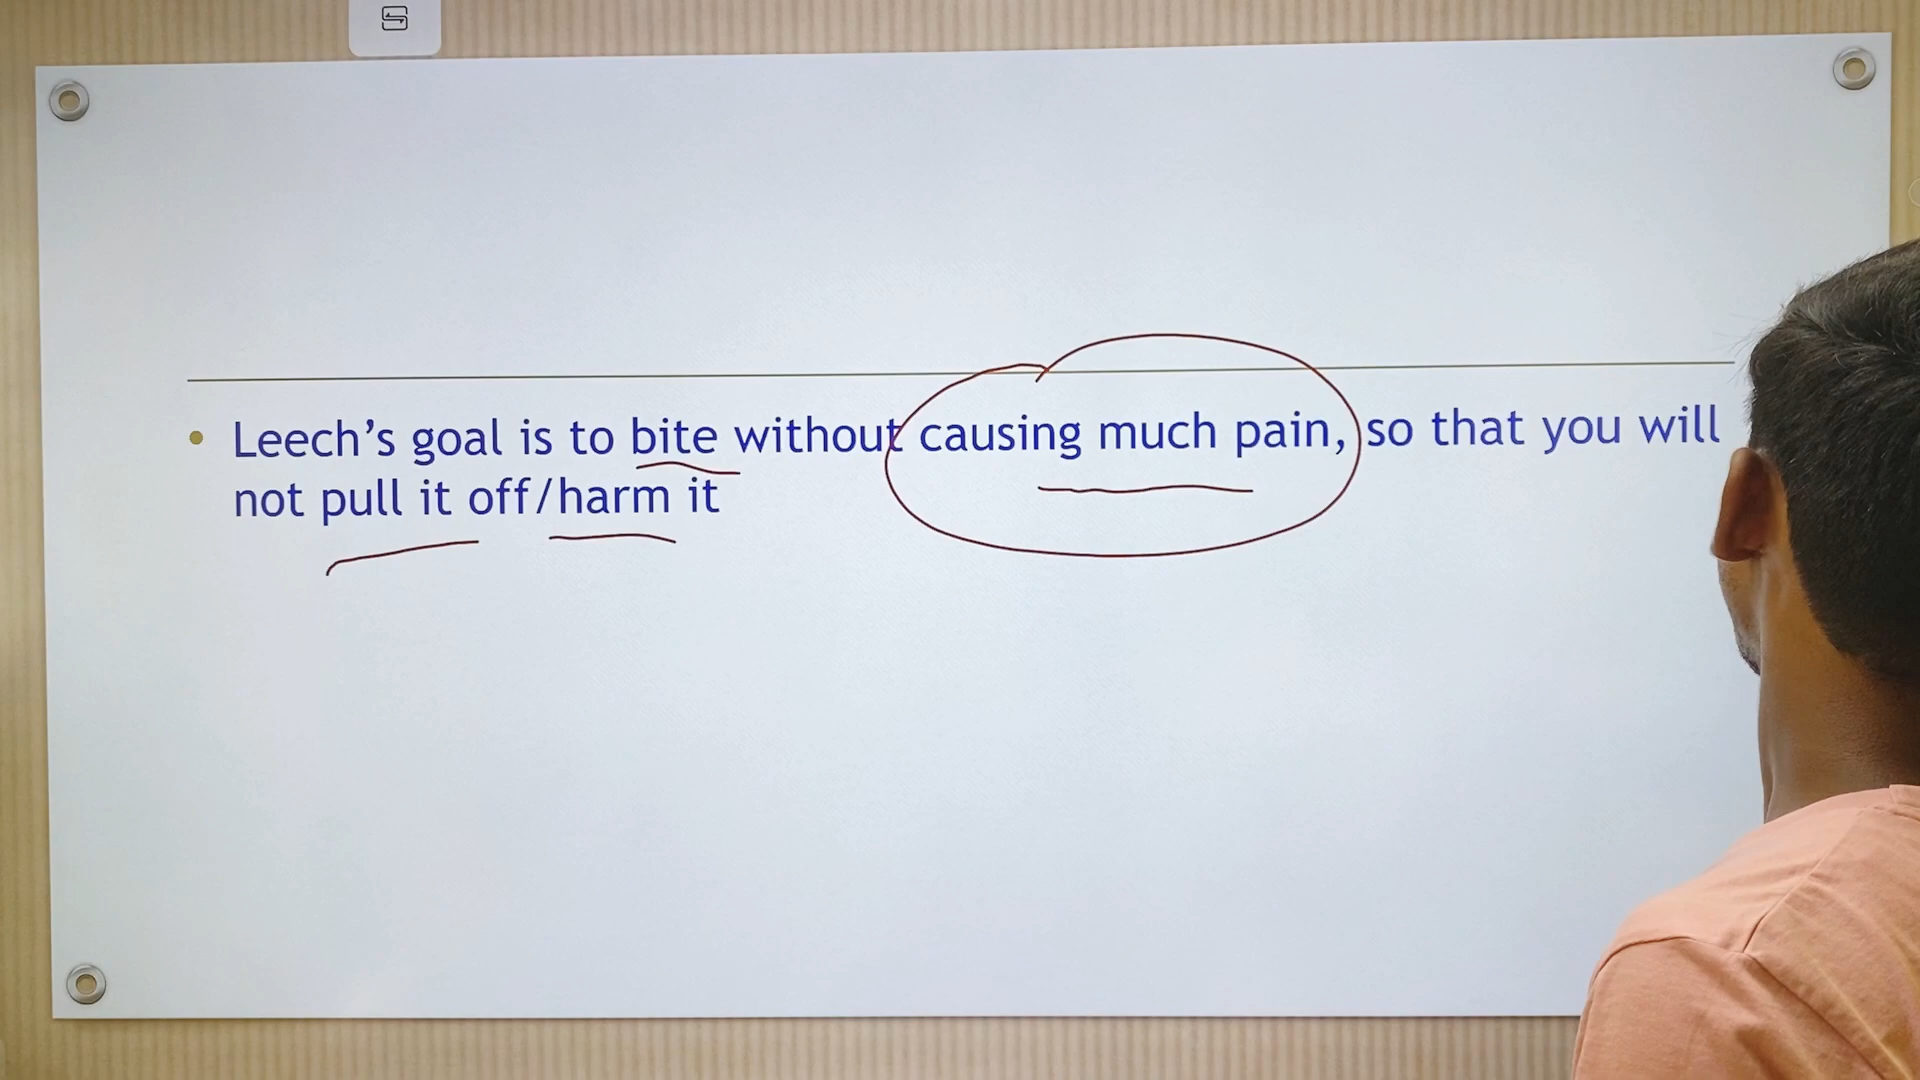 • Leech’s goal is to bite without causing much pain, so that you will
not pull it off/harm it